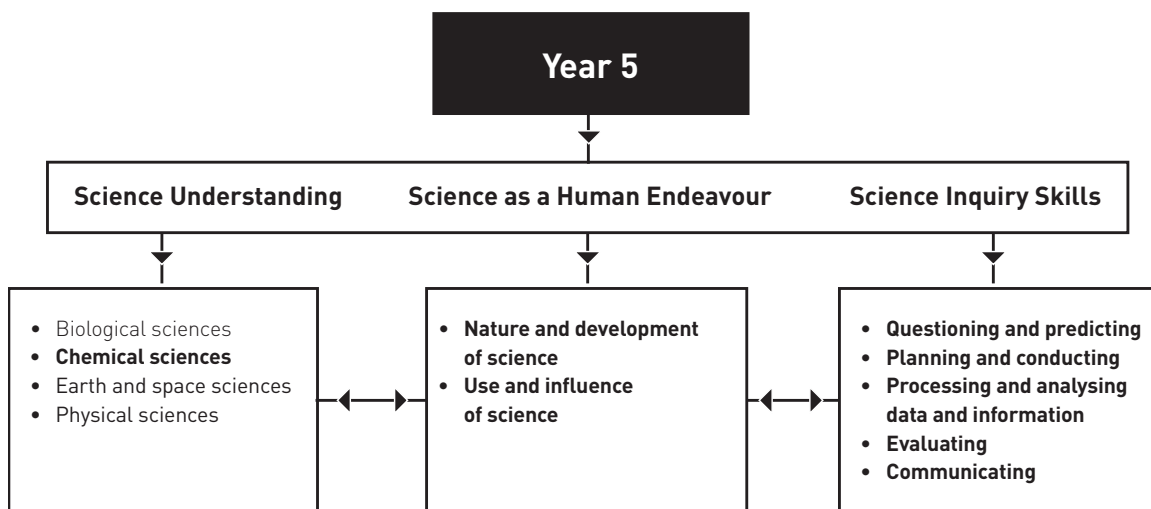 Year 5
Science Understanding
Science as a Human Endeavour
Science Inquiry Skills
• Biological sciences
• Chemical sciences
• Earth and space sciences
• Physical sciences
• Nature and development
of science
• Use and influence
of science
• Questioning and predicting
• Planning and conducting
• Processing and analysing
data and information
• Evaluating
• Communicating